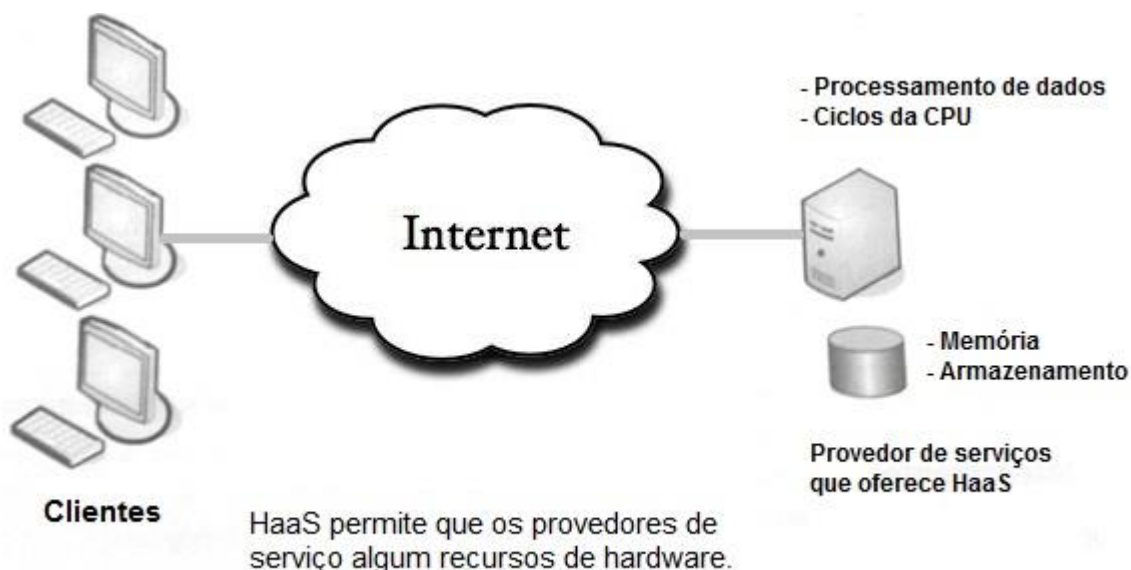 - Processamento de dados
- Ciclos da CPU
Internet
- Memória
- Armazenamento
Provedor de serviços
que oferece HaaS
Clientes
HaaS permite que os provedores de
serviço algum recursos de hardware.